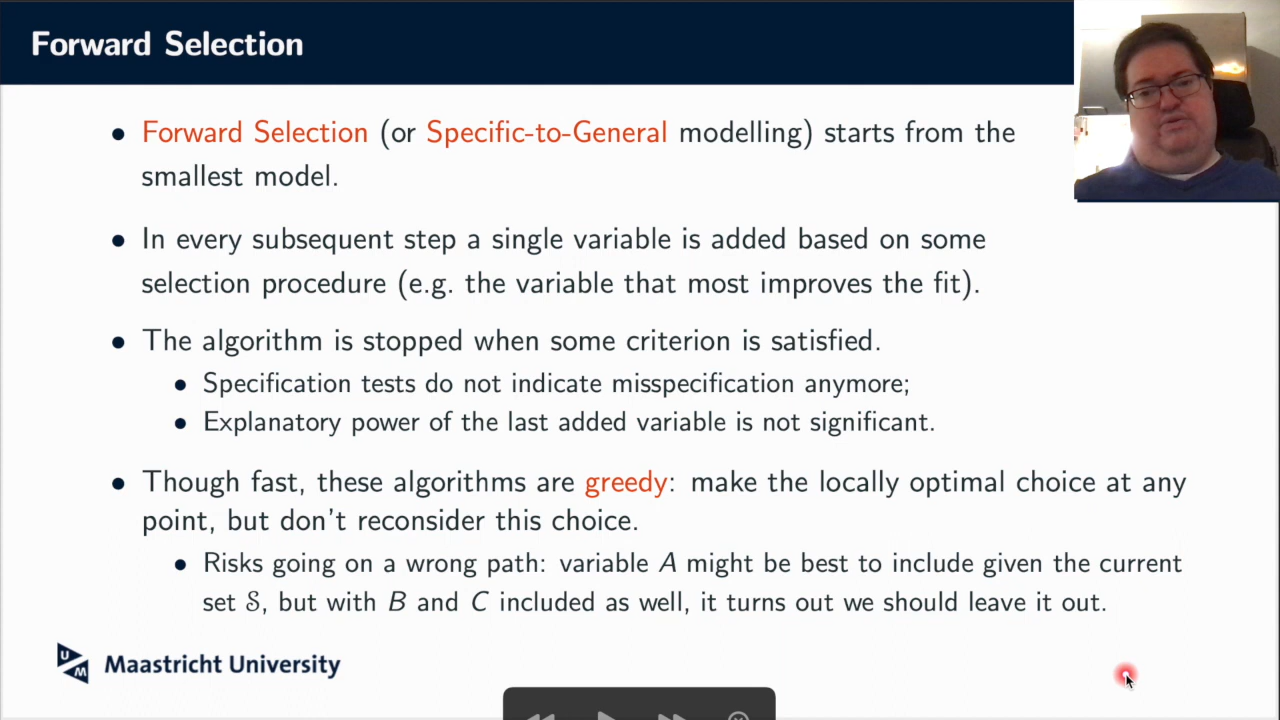 Forward Selection
• Forward Selection (or Specific-to-General modelling) starts from the
smallest model.
• In every subsequent step a single variable is added based on some
selection procedure (e.g. the variable that most improves the fit).
• The algorithm is stopped when some criterion is satisfied.
• Specification tests do not indicate misspecification anymore;
• Explanatory power of the last added variable is not significant.
• Though fast, these algorithms are greedy: make the locally optimal choice at any
point, but don't reconsider this choice.
• Risks going on a wrong path: variable A might be best to include given the current
set 𝒮, but with B and C included as well, it turns out we should leave it out.
UM
Maastricht University